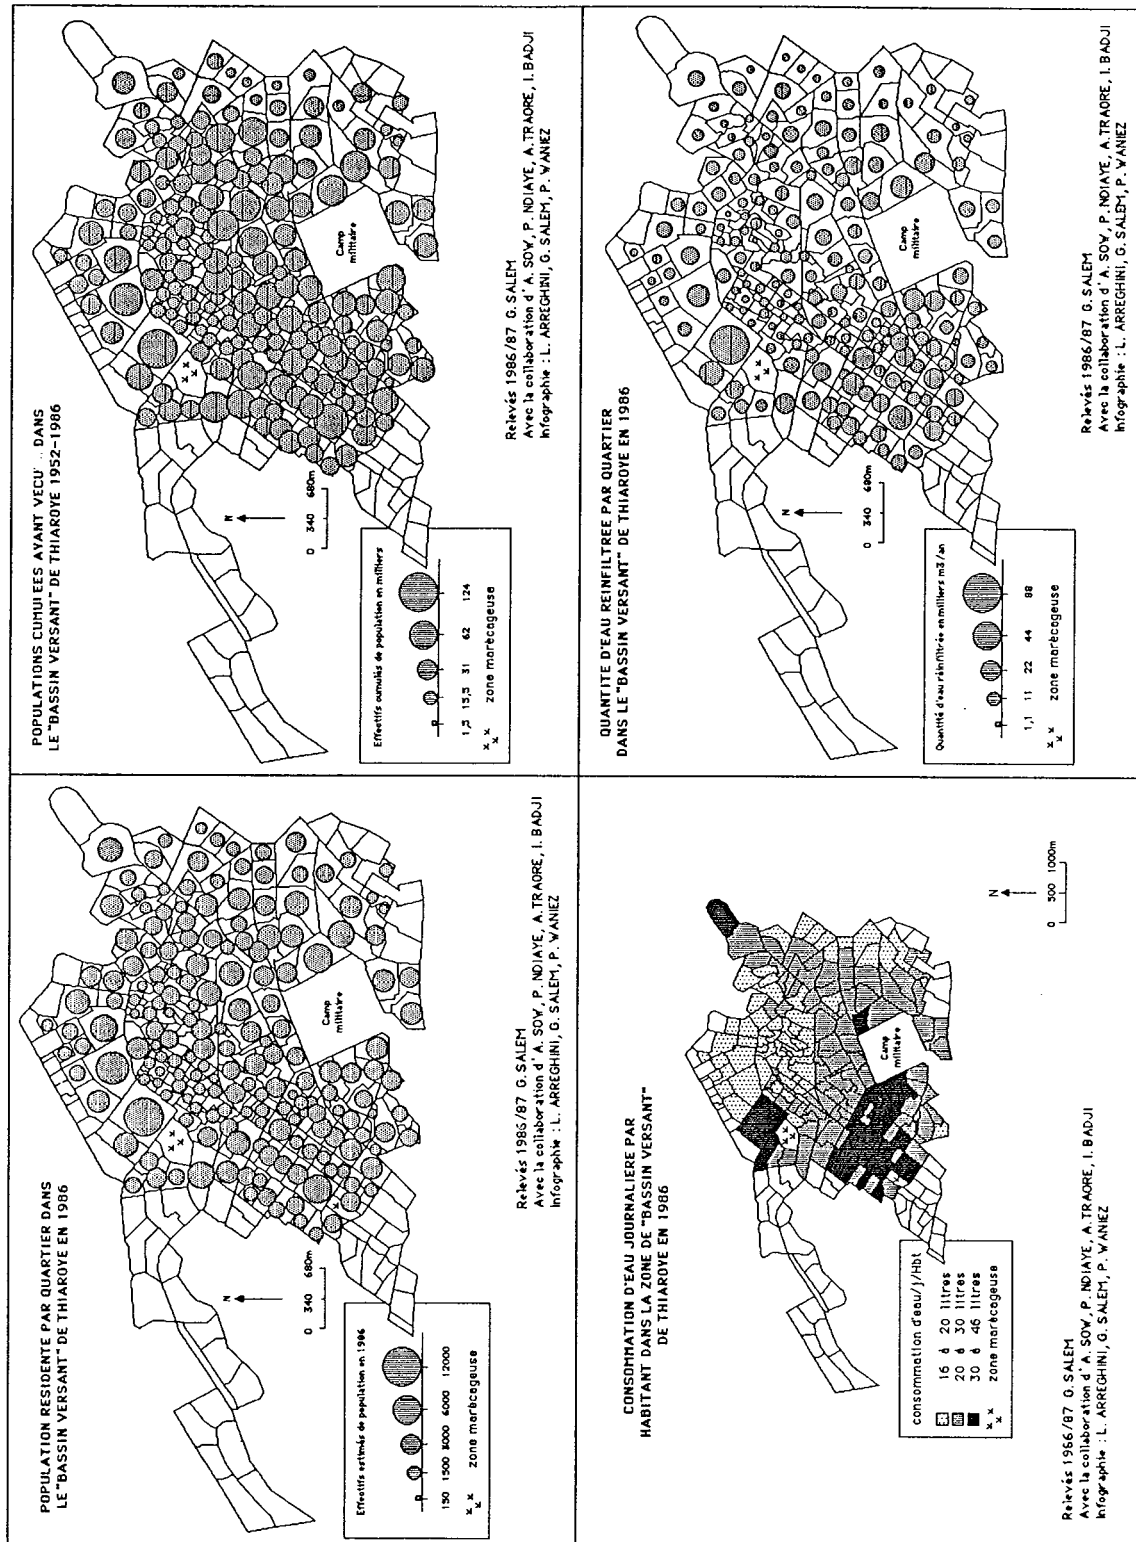 POPULATION RESIDENTE PAR QUARTIER DANS
LE "BASSIN VERSANT" DE THIAROYE EN 1986
Camp
militaire
N
0 340 680m
Effectifs estimés de population en 1986
150 1500 3000 6000 12000
zone marécageuse
Relevés 1986/87 G. SALEM
Avec la collaboration d' A. SOW, P. NDIAYE, A. TRAORE, I. BADJI
Infographie : L. ARREGHINI, G. SALEM, P. WANIEZ
POPULATIONS CUMULEES AYANT VECU .. DANS
LE "BASSIN VERSANT" DE THIAROYE 1952-1986
Camp
militaire
N
0 340 680m
Effectifs cumulés de population en milliers
1,5 15,5 31 62 124
zone marécageuse
Relevés 1986/87 G. SALEM
Avec la collaboration d' A. SOW, P. NDIAYE, A. TRAORE, I. BADJI
Infographie : L. ARREGHINI, G. SALEM, P. WANIEZ
CONSOMMATION D'EAU JOURNALIERE PAR
HABITANT DANS LA ZONE DE "BASSIN VERSANT"
DE THIAROYE EN 1986
Camp
militaire
N
0 500 1000m
consommation d'eau/j/Hbt
16 à 20 litres
20 à 30 litres
30 à 46 litres
zone marécageuse
Relevés 1986/87 G. SALEM
Avec la collaboration d' A. SOW, P. NDIAYE, A. TRAORE, I. BADJI
Infographie : L. ARREGHINI, G. SALEM, P. WANIEZ
QUANTITE D'EAU REINFILTREE PAR QUARTIER
DANS LE "BASSIN VERSANT" DE THIAROYE EN 1986
Camp
militaire
N
0 340 680m
Quantité d'eau réinfiltrée en milliers m3/an
1,1 11 22 44 88
zone marécageuse
Relevés 1986/87 G. SALEM
Avec la collaboration d' A. SOW, P. NDIAYE, A. TRAORE, I. BADJI
Infographie : L. ARREGHINI, G. SALEM, P. WANIEZ